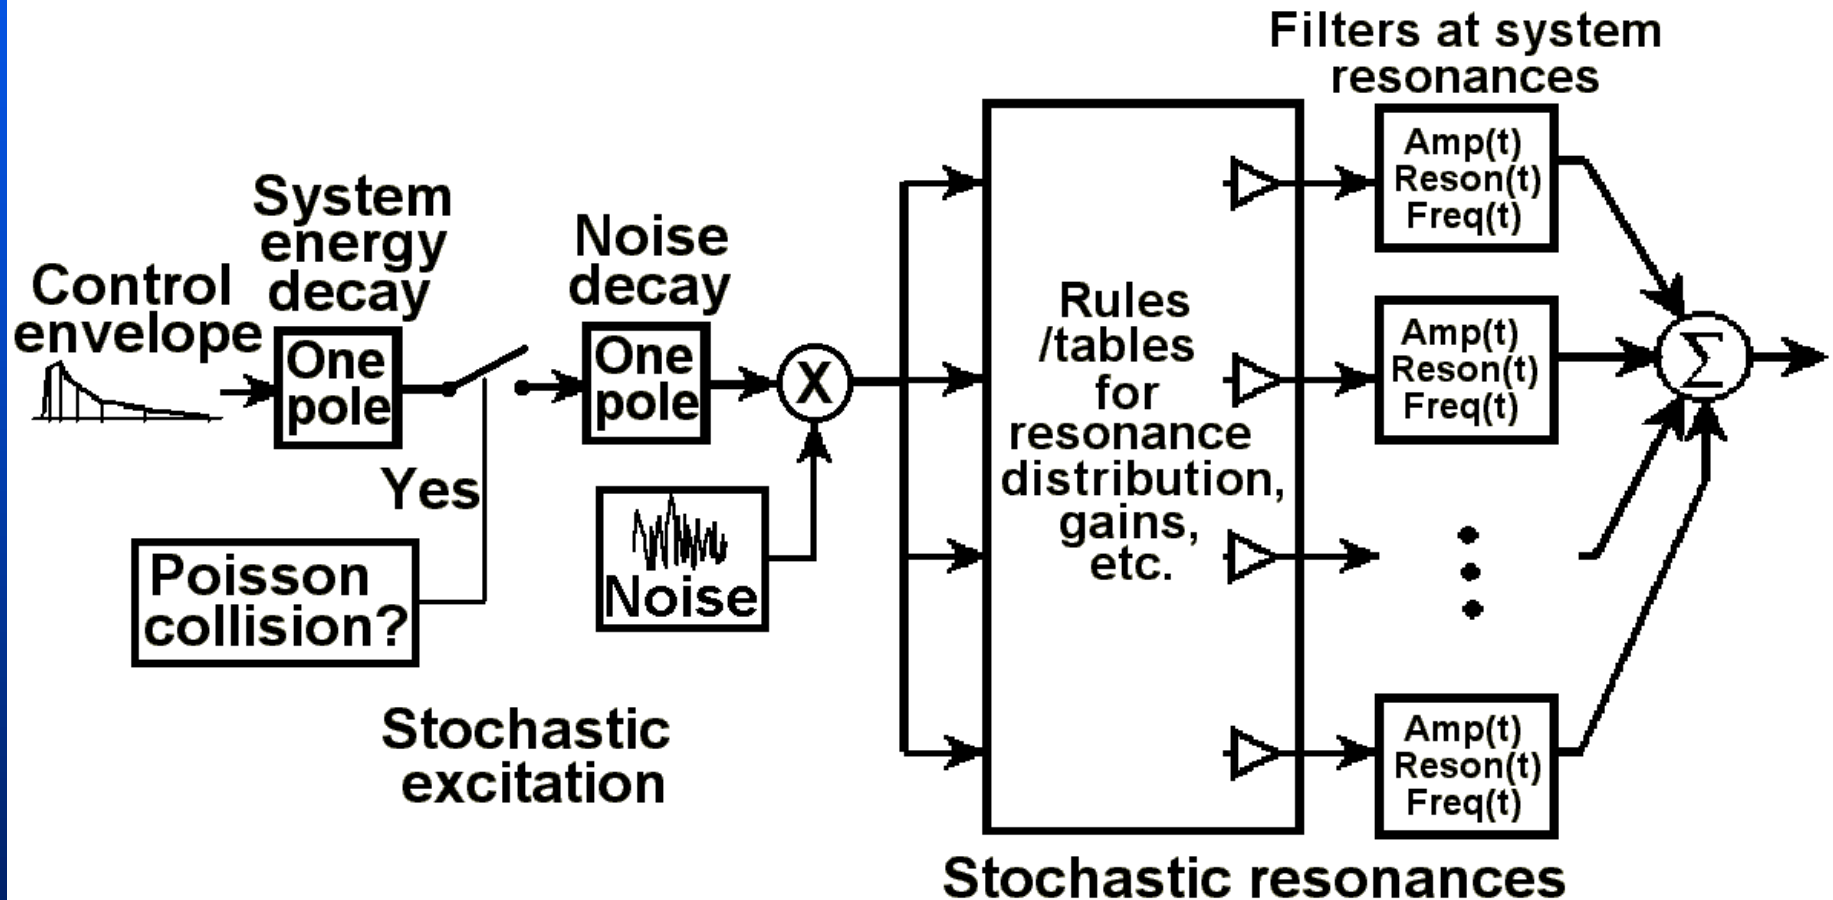 Filters at system
resonances
Control
envelope
System
energy
decay
One
pole
Yes
Poisson
collision?
Noise
decay
One
pole
X
Noise
Stochastic
excitation
Rules
/tables
for
resonance
distribution,
gains,
etc.
Amp(t)
Reson(t)
Freq(t)
Amp(t)
Reson(t)
Freq(t)
Amp(t)
Reson(t)
Freq(t)
Σ
Stochastic resonances